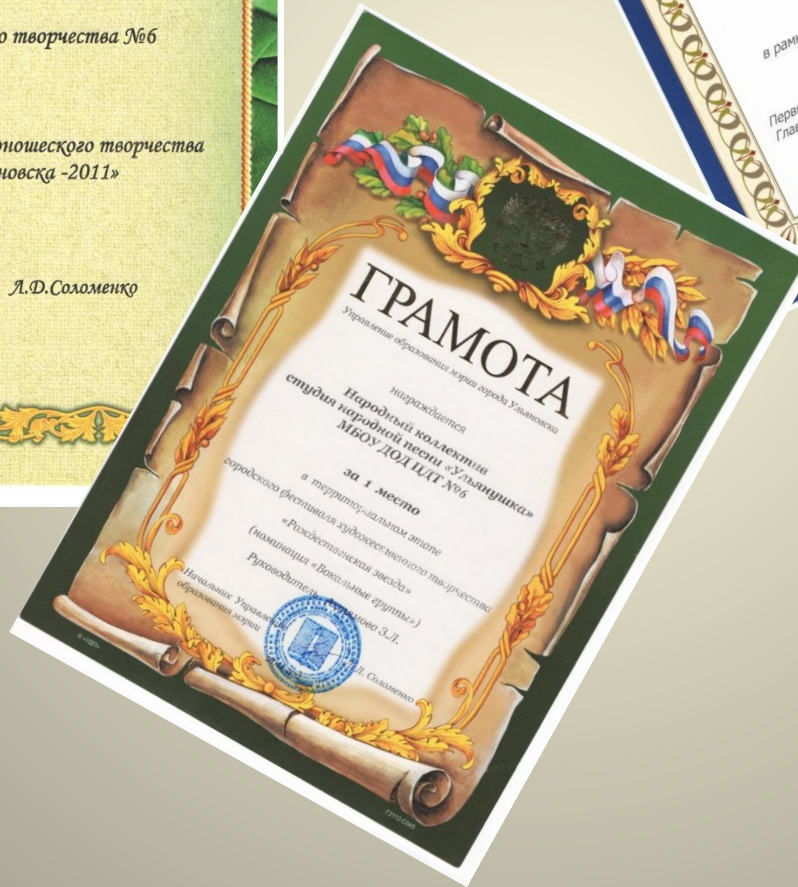 о творчества №6
ношеского творчества
новска -2011»
Л.Д.Соломенко
в рам
Перв
Глав
ГРАМОТА
Управление образования мэрии города Ульяновска
награждается
Народный коллектив
студия народной песни «Ульянушка»
МБОУ ДОД ЦДТ №6
за 1 место
в территориальном этапе
городского фестиваля художественного творчества
«Рождественская звезда»
(номинация «Вокальные группы»)
Руководитель З.Л.
Начальник Управления
образования мэрии
Д. Соломенко